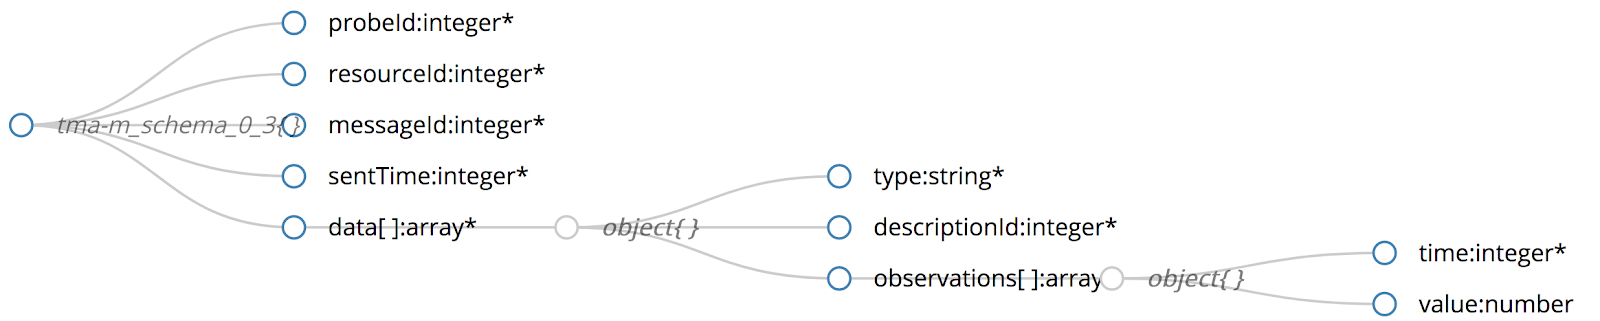 probeId:integer*
resourceId:integer*
tma-m_schema_0_3{ }
messageId:integer*
sentTime:integer*
data[ ]:array*
object{ }
type:string*
descriptionId:integer*
observations[ ]:array
object{ }
time:integer*
value:number